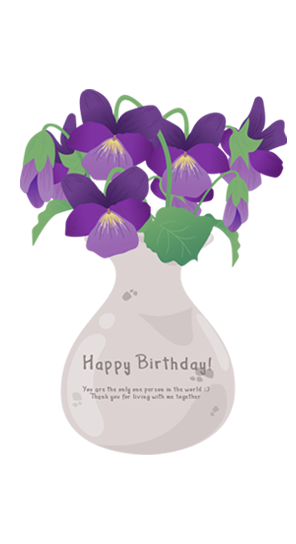 Happy Birthday!
You are the only one person in the world :)
Thank you for living with me together